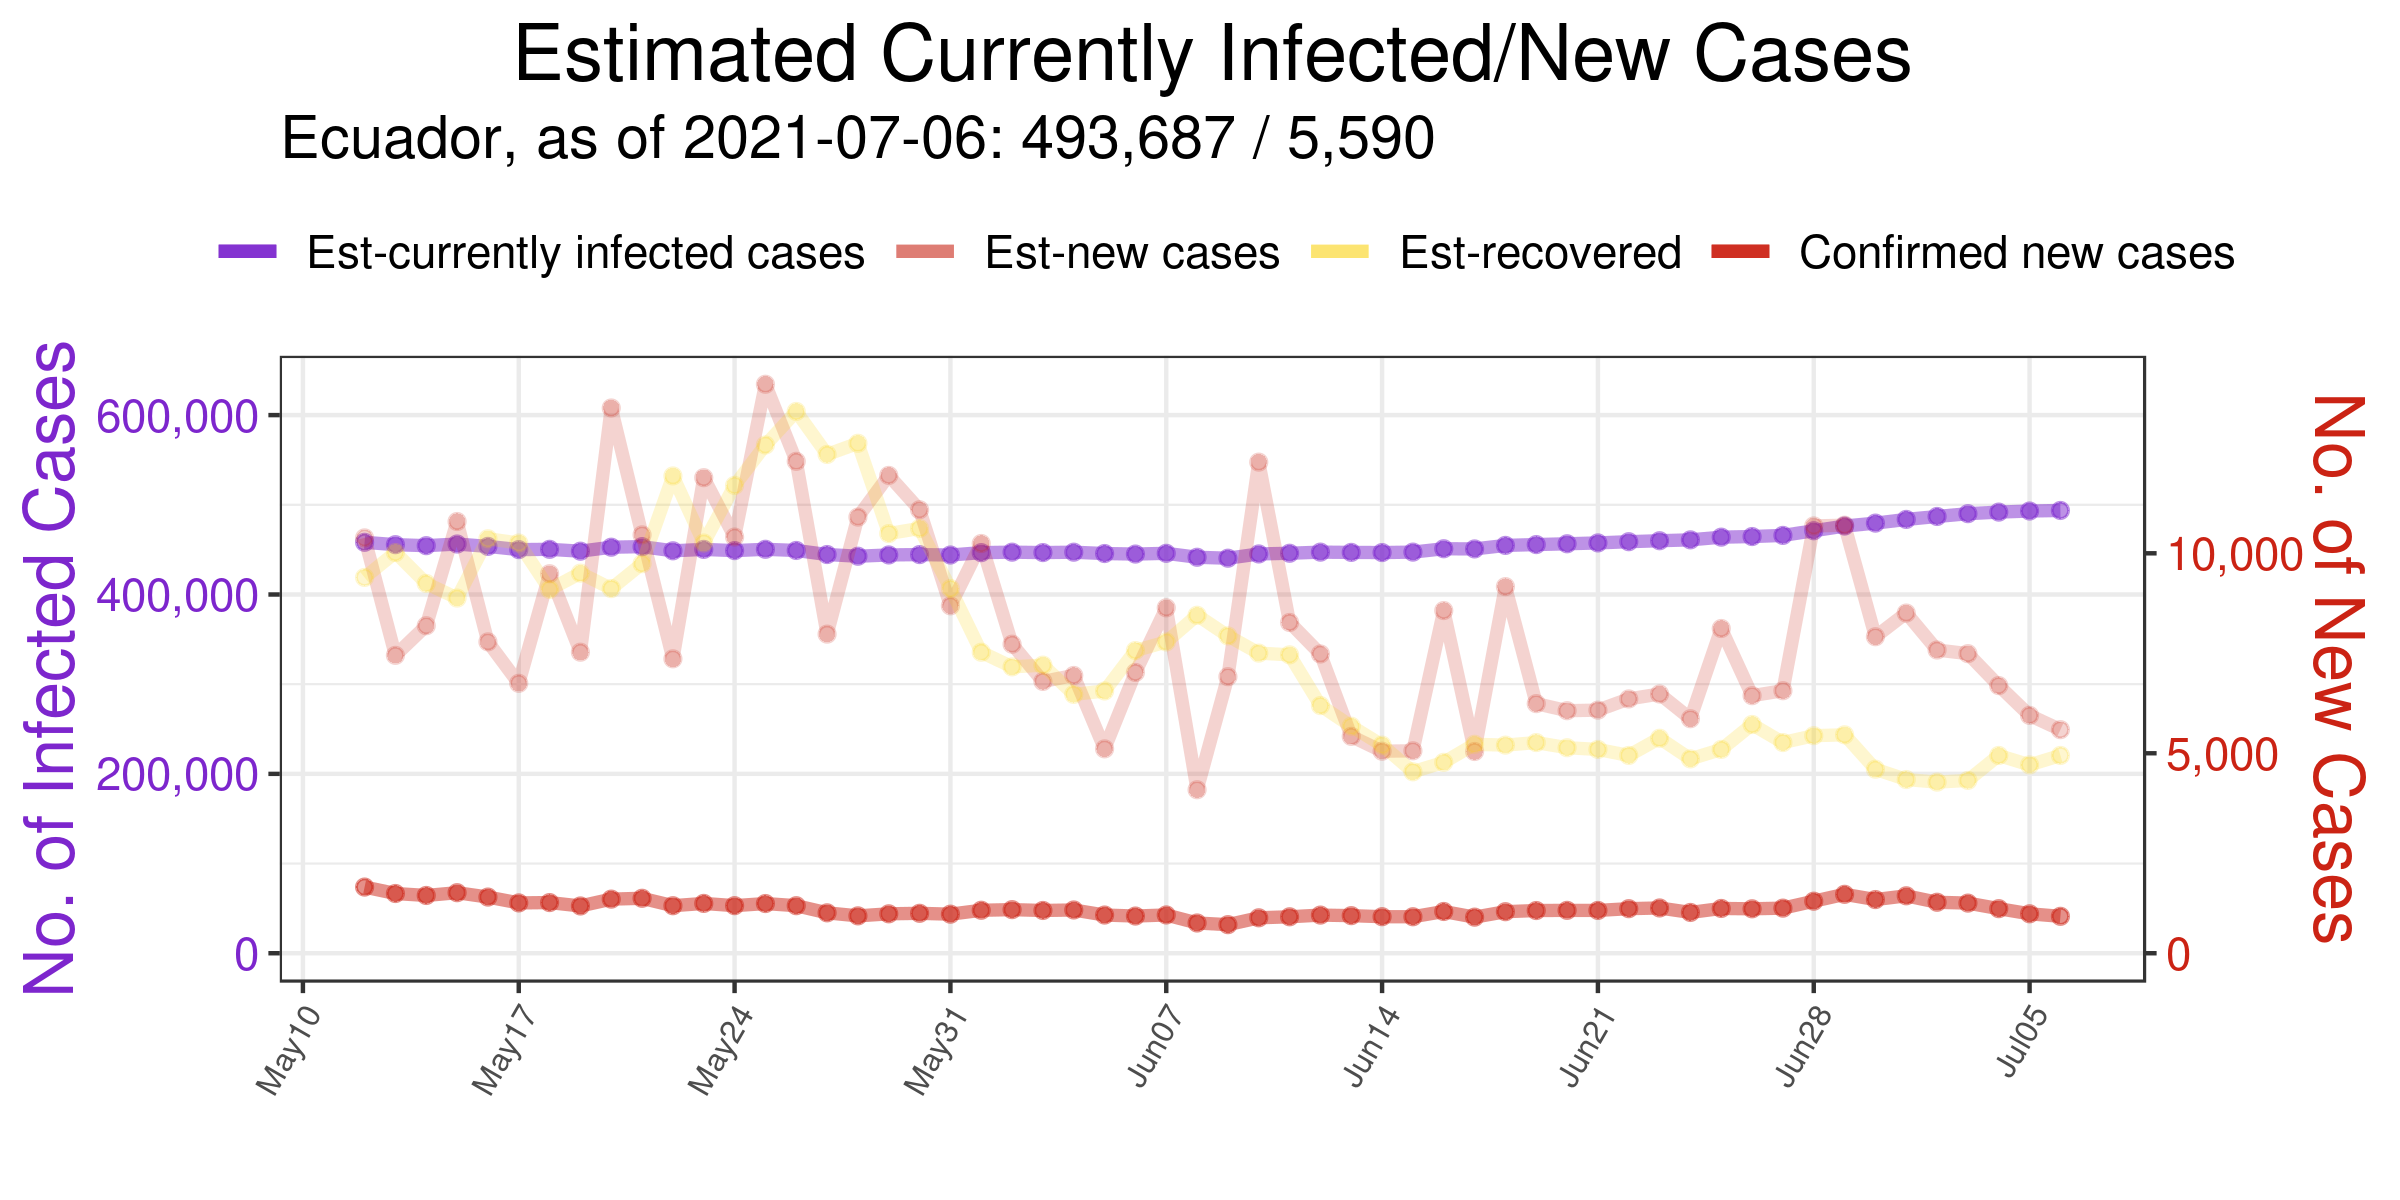 Estimated Currently Infected/New Cases
Ecuador, as of 2021-07-06: 493,687 / 5,590
Est-currently infected cases Est-new cases Est-recovered Confirmed new cases
No. of Infected Cases
600,000
400,000
200,000
0
10,000
5,000
0
No. of New Cases
May10 May17 May24 May31 Jun07 Jun14 Jun21 Jun28 Jul05